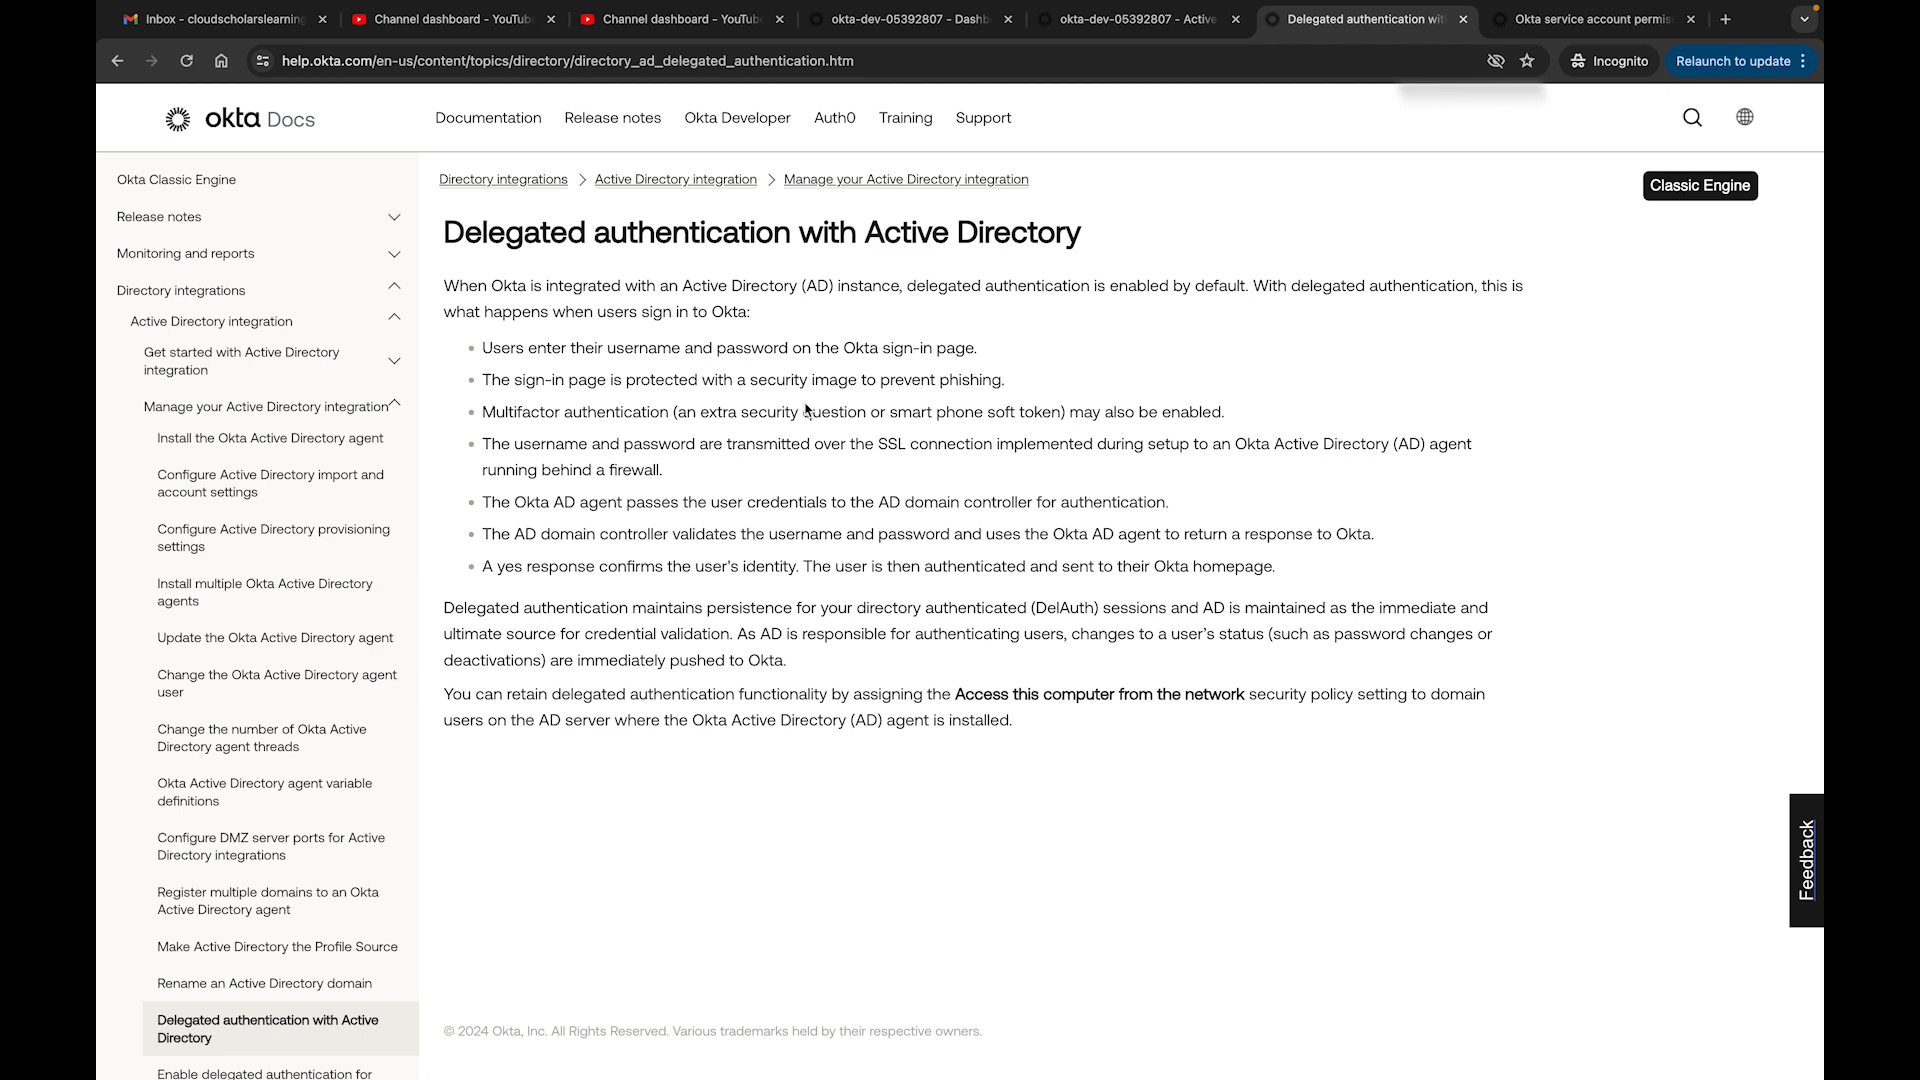 Inbox - cloudscholarslearning
Channel dashboard - YouTube
Channel dashboard - YouTube
okta-dev-05392807 - Dashb
okta-dev-05392807 - Active
Delegated authentication wit
Okta service account permis
help.okta.com/en-us/content/topics/directory/directory_ad_delegated_authentication.htm
Incognito
Relaunch to update
okta Docs
Documentation
Release notes
Okta Developer
Auth0
Training
Support
Okta Classic Engine
Release notes
Monitoring and reports
Directory integrations
Active Directory integration
Get started with Active Directory
integration
Manage your Active Directory integration
Install the Okta Active Directory agent
Configure Active Directory import and
account settings
Configure Active Directory provisioning
settings
Install multiple Okta Active Directory
agents
Update the Okta Active Directory agent
Change the Okta Active Directory agent
user
Change the number of Okta Active
Directory agent threads
Okta Active Directory agent variable
definitions
Configure DMZ server ports for Active
Directory integrations
Register multiple domains to an Okta
Active Directory agent
Make Active Directory the Profile Source
Rename an Active Directory domain
Delegated authentication with Active
Directory
Enable delegated authentication for
Directory integrations > Active Directory integration > Manage your Active Directory integration
Classic Engine
Delegated authentication with Active Directory
When Okta is integrated with an Active Directory (AD) instance, delegated authentication is enabled by default. With delegated authentication, this is
what happens when users sign in to Okta:
• Users enter their username and password on the Okta sign-in page.
• The sign-in page is protected with a security image to prevent phishing.
• Multifactor authentication (an extra security question or smart phone soft token) may also be enabled.
• The username and password are transmitted over the SSL connection implemented during setup to an Okta Active Directory (AD) agent
running behind a firewall.
• The Okta AD agent passes the user credentials to the AD domain controller for authentication.
• The AD domain controller validates the username and password and uses the Okta AD agent to return a response to Okta.
• A yes response confirms the user's identity. The user is then authenticated and sent to their Okta homepage.
Delegated authentication maintains persistence for your directory authenticated (DelAuth) sessions and AD is maintained as the immediate and
ultimate source for credential validation. As AD is responsible for authenticating users, changes to a user's status (such as password changes or
deactivations) are immediately pushed to Okta.
You can retain delegated authentication functionality by assigning the Access this computer from the network security policy setting to domain
users on the AD server where the Okta Active Directory (AD) agent is installed.
Feedback
© 2024 Okta, Inc. All Rights Reserved. Various trademarks held by their respective owners.